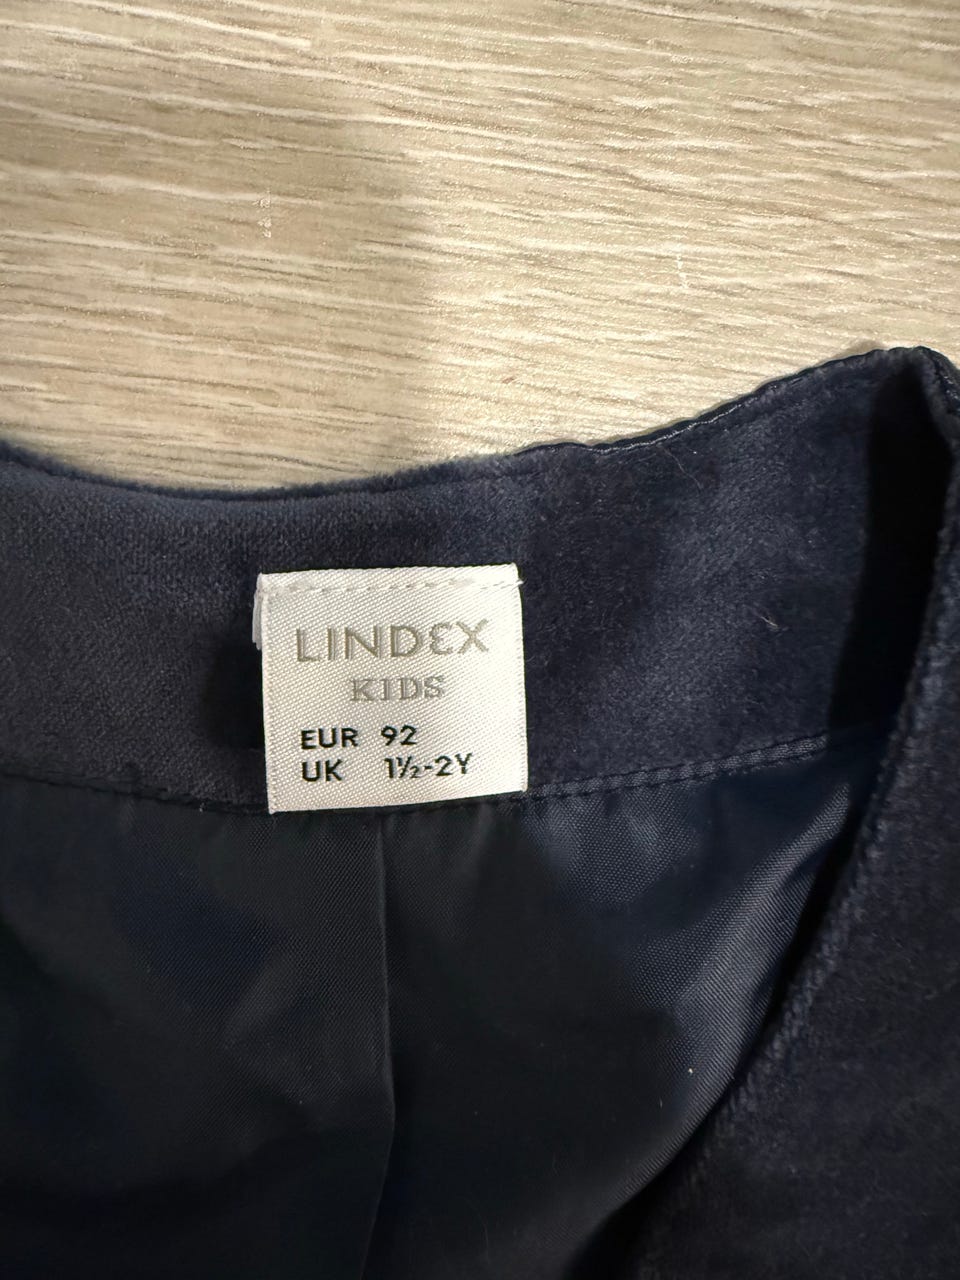 LINDEX
KIDS
EUR 92
UK 1½-2Y